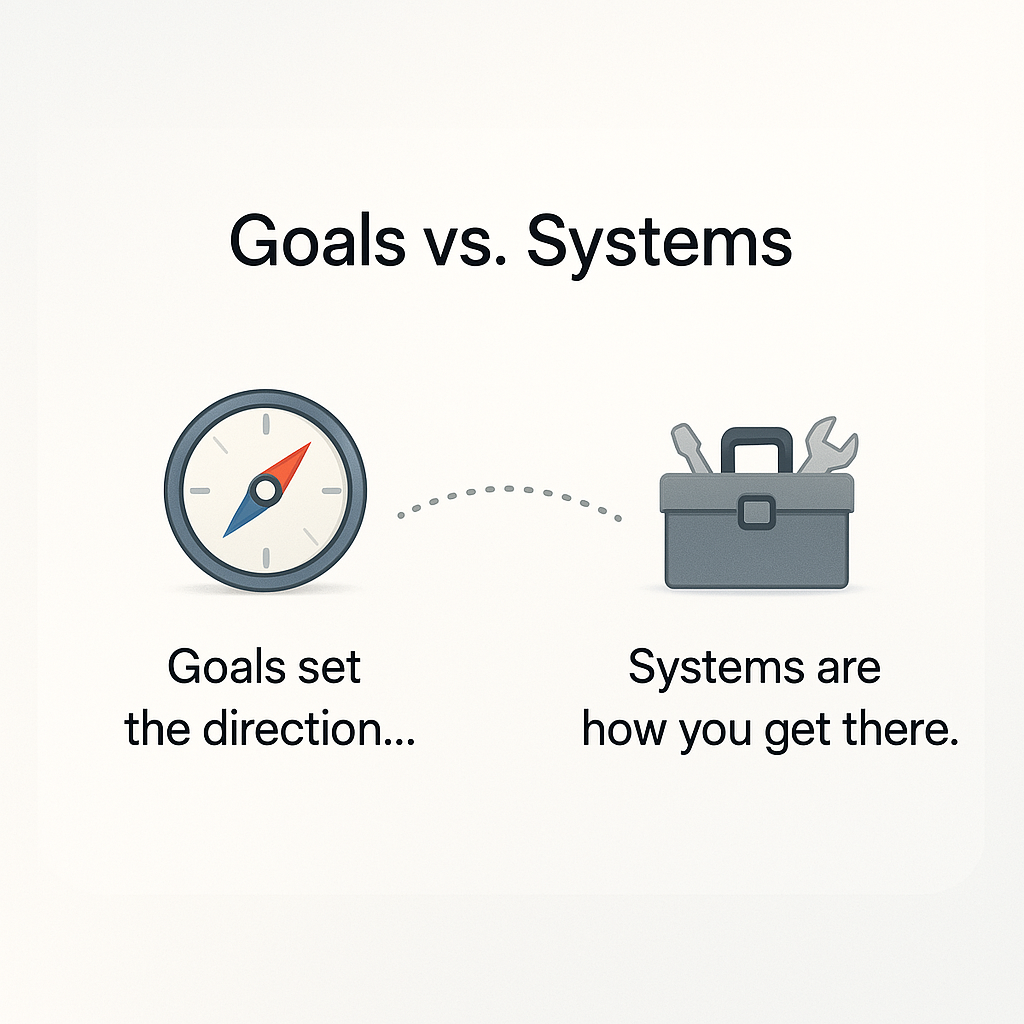 Goals vs. Systems
Goals set
the direction...
Systems are
how you get there.